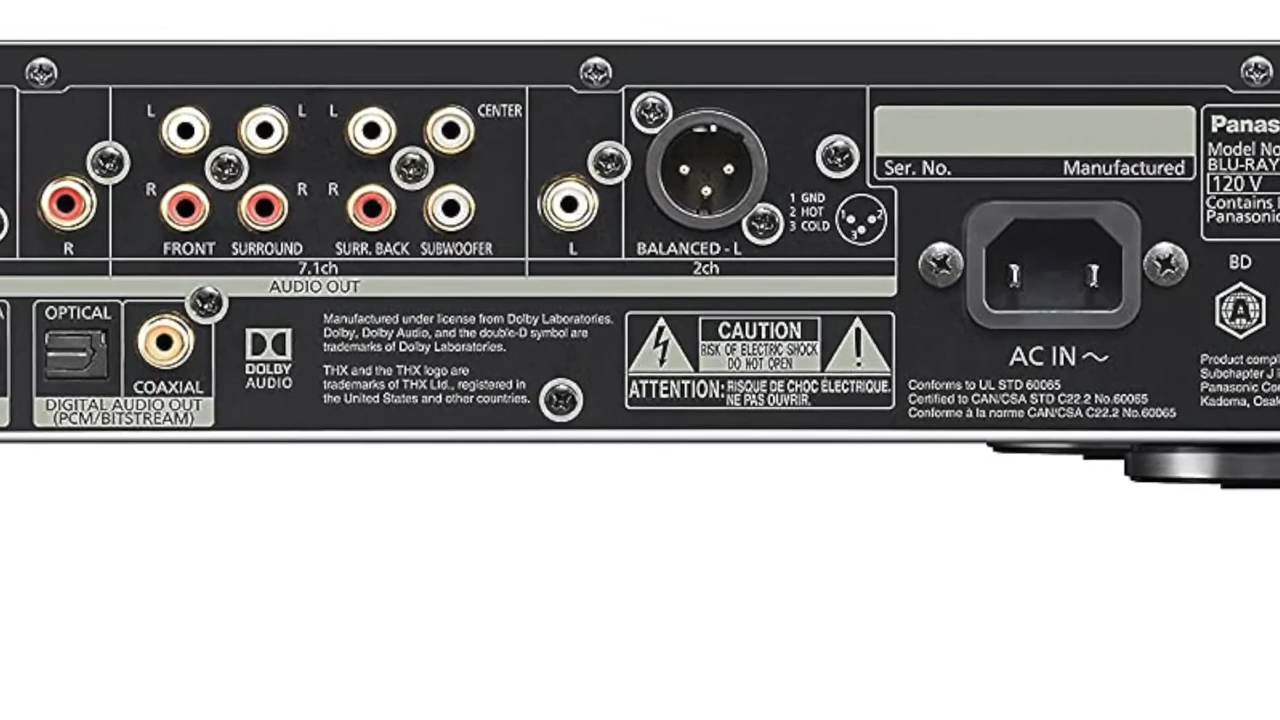 L
L
L
CENTER
R
R
R
R
FRONT
SURROUND
SURR. BACK
SUBWOOFER
L
7.1ch
BALANCED - L
1 GND
2 HOT
3 COLD
1
2
3
2ch
AUDIO OUT
OPTICAL
COAXIAL
DIGITAL AUDIO OUT
(PCM/BITSTREAM)
DOLBY
AUDIO
Manufactured under license from Dolby Laboratories.
Dolby, Dolby Audio, and the double-D symbol are
trademarks of Dolby Laboratories.
THX and the THX logo are
trademarks of THX Ltd., registered in
the United States and other countries.
CAUTION
RISK OF ELECTRIC SHOCK
DO NOT OPEN
ATTENTION: RISQUE DE CHOC ÉLECTRIQUE.
NE PAS OUVRIR.
Ser. No.
Manufactured
AC IN ~
Conforms to UL STD 60065
Certified to CAN/CSA STD C22.2 No.60065
Conforme à la norme CAN/CSA C22.2 No.60065
Panas
Model No
BLU-RAY
120 V
Contains
Panasonic
BD
A
Product comp
Subchapter J
Panasonic Co
Kadoma, Osak